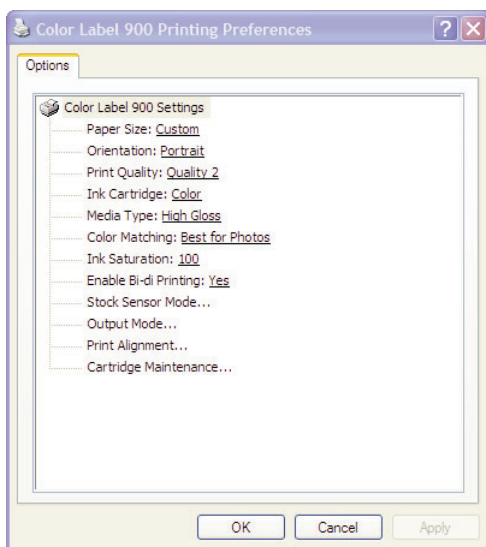 Color Label 900 Printing Preferences
Options
Color Label 900 Settings
Paper Size: Custom
Orientation: Portrait
Print Quality: Quality 2
Ink Cartridge: Color
Media Type: High Gloss
Color Matching: Best for Photos
Ink Saturation: 100
Enable Bi-di Printing: Yes
Stock Sensor Mode...
Output Mode...
Print Alignment...
Cartridge Maintenance...
OK Cancel Apply